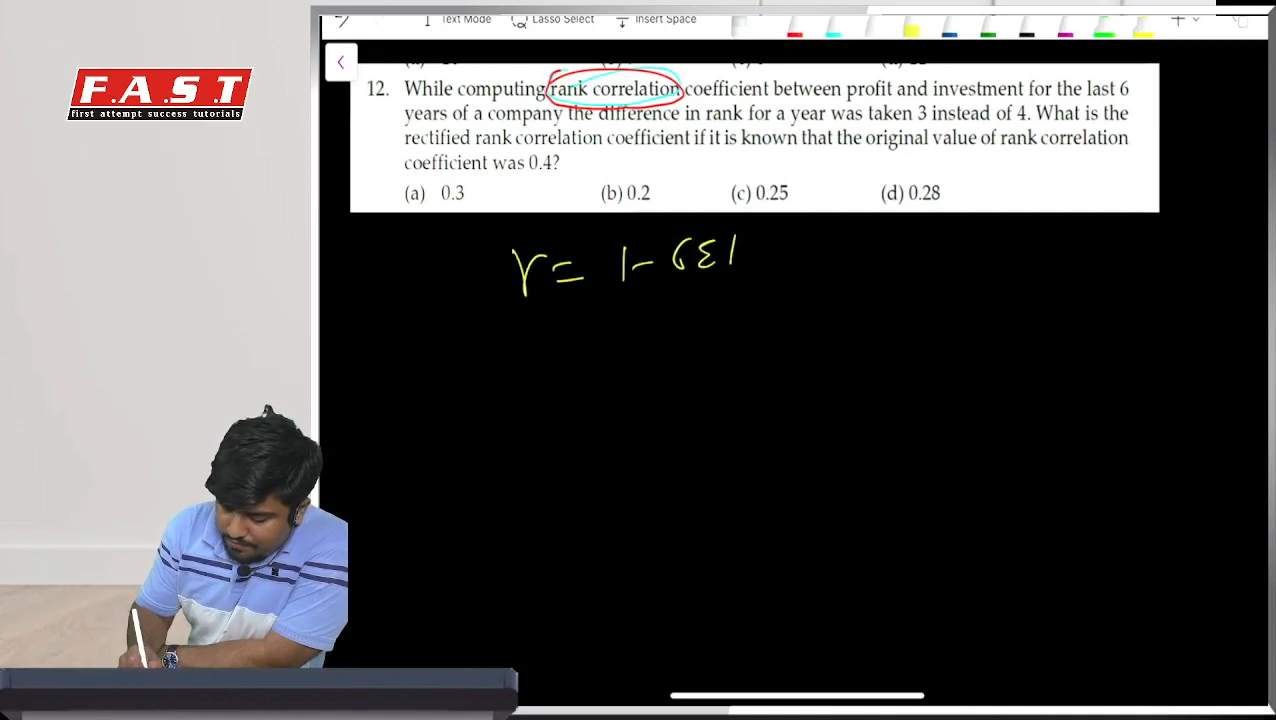 Text Mode Lasso Select Insert Space
F.A.S.T
first attempt success tutorials
12. While computing rank correlation coefficient between profit and investment for the last 6
years of a company the difference in rank for a year was taken 3 instead of 4. What is the
rectified rank correlation coefficient if it is known that the original value of rank correlation
coefficient was 0.4?
(a) 0.3 (b) 0.2 (c) 0.25 (d) 0.28
r = 1 - 6Σ